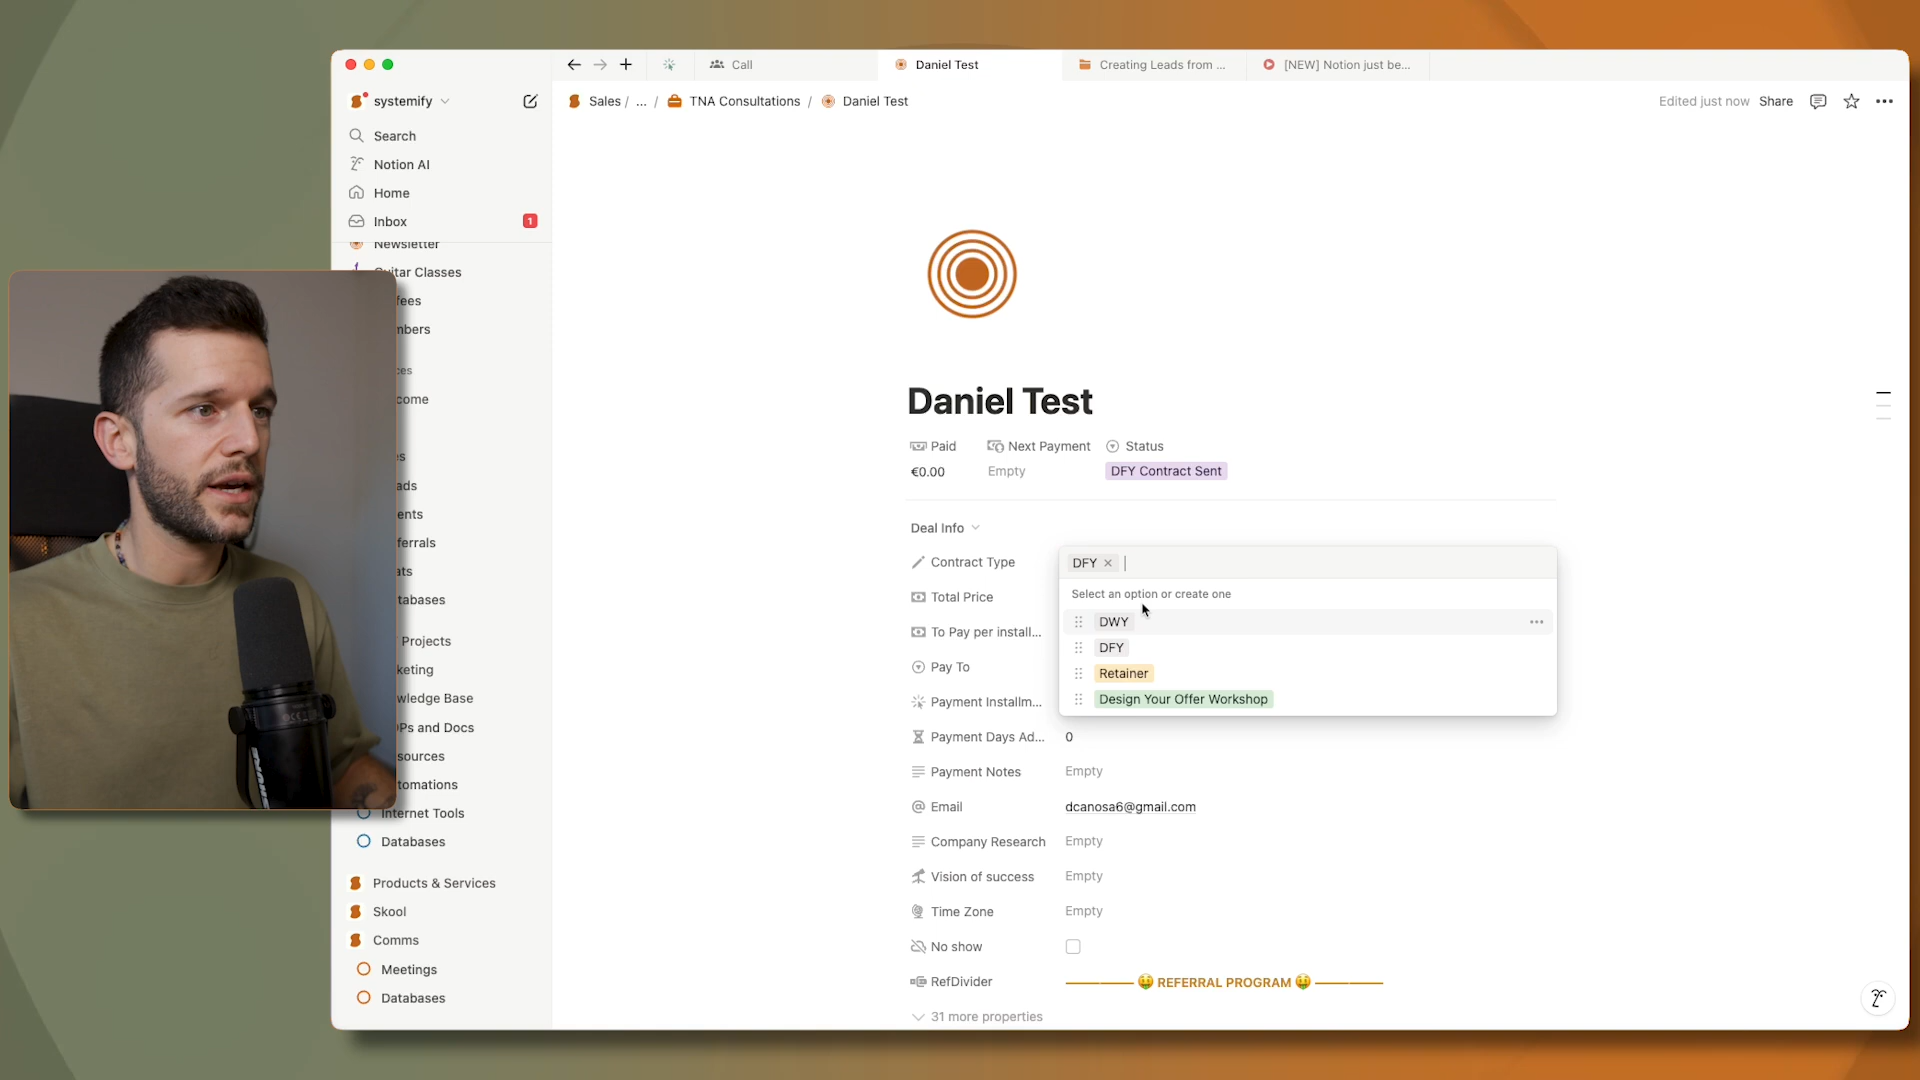 Call
Daniel Test
Creating Leads from ...
[NEW] Notion just be...
systemify
Sales / ... / TNA Consultations / Daniel Test
Edited just now
Share
Search
Notion AI
Home
Inbox
1
Newsletter
Guitar Classes
fees
mbers
ces
come
es
ads
ents
ferrals
ats
tabases
Projects
keting
wledge Base
Ps and Docs
sources
tomations
Internet Tools
Databases
Products & Services
Skool
Comms
Meetings
Databases
Daniel Test
Paid
Next Payment
Status
€0.00
Empty
DFY Contract Sent
Deal Info
Contract Type
DFY ×
Select an option or create one
DWY
DFY
Retainer
Design Your Offer Workshop
Total Price
To Pay per install...
Pay To
Payment Installm...
Payment Days Ad...
0
Payment Notes
Empty
Email
dcanosa6@gmail.com
Company Research
Empty
Vision of success
Empty
Time Zone
Empty
No show
RefDivider
🤑 REFERRAL PROGRAM 🤑
31 more properties